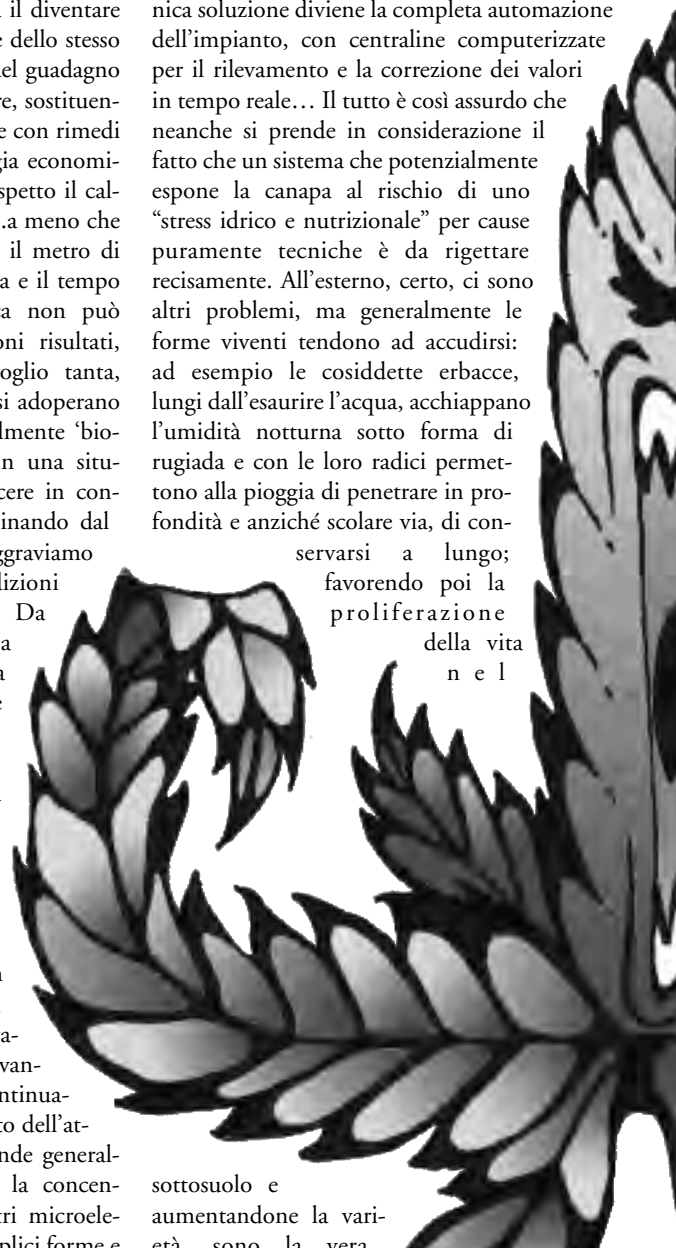 il diventare
e dello stesso
el guadagno
re, sostituen-
e con rimedi
gia economi-
spetto il cal-
..a meno che
il metro di
a e il tempo
ca non può
oni risultati,
oglio tanta,
si adoperano
lmente ‘bio-
in una situ-
cere in con-
inando dal
ggraviamo
lizioni
Da
a
a
e
a-
van-
ntinua-
to dell’at-
nde general-
la concen-
tri microele-
plici forme e
nica soluzione diviene la completa automazione
dell’impianto, con centraline computerizzate
per il rilevamento e la correzione dei valori
in tempo reale… Il tutto è così assurdo che
neanche si prende in considerazione il
fatto che un sistema che potenzialmente
espone la canapa al rischio di uno
“stress idrico e nutrizionale” per cause
puramente tecniche è da rigettare
recisamente. All’esterno, certo, ci sono
altri problemi, ma generalmente le
forme viventi tendono ad accudirsi:
ad esempio le cosiddette erbacce,
lungi dall’esaurire l’acqua, acchiappano
l’umidità notturna sotto forma di
rugiada e con le loro radici permet-
tono alla pioggia di penetrare in pro-
fondità e anziché scolare via, di con-
servarsi a lungo;
favorendo poi la
proliferazione
della vita
nel
sottosuolo e
aumentandone la vari-
età, sono la vera